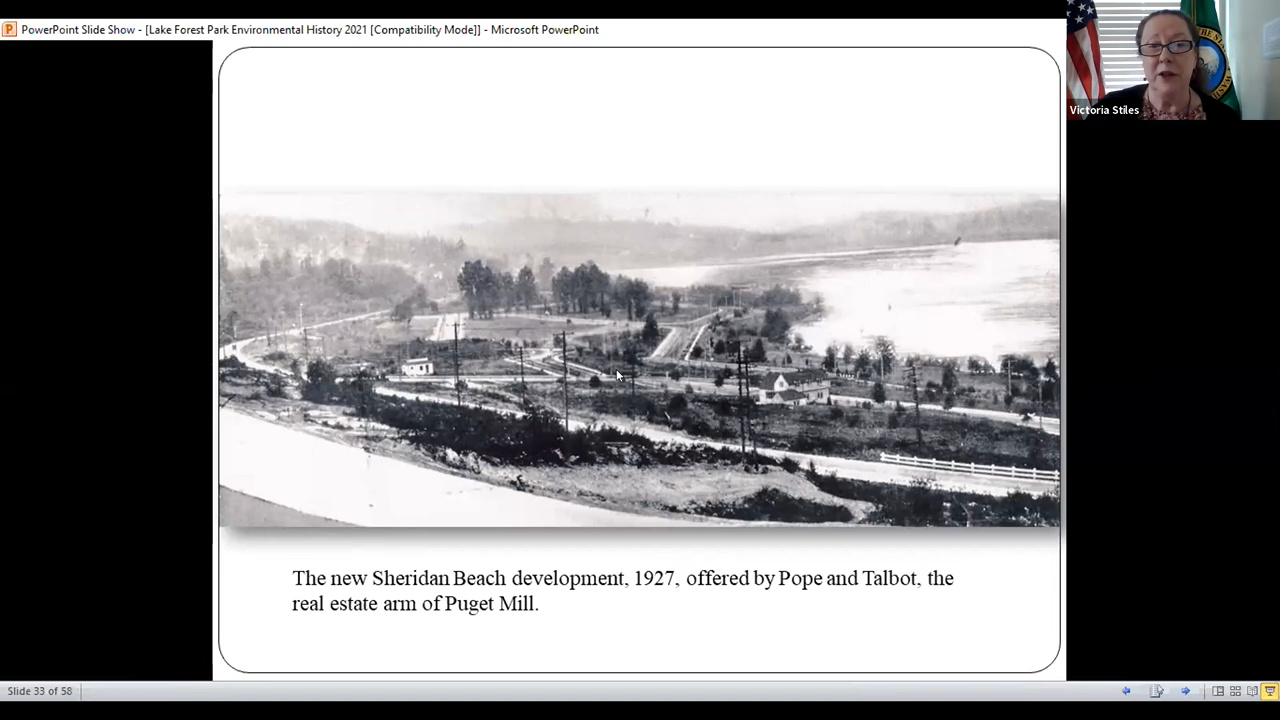 PowerPoint Slide Show - [Lake Forest Park Environmental History 2021 [Compatibility Mode]] - Microsoft PowerPoint
Victoria Stiles
The new Sheridan Beach development, 1927, offered by Pope and Talbot, the
real estate arm of Puget Mill.
Slide 33 of 58